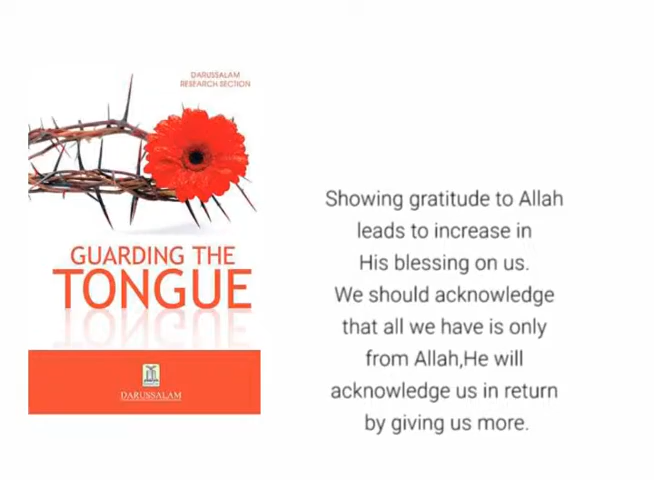 DARUSSALAM
RESEARCH SECTION
GUARDING THE
TONGUE
DARUSSALAM
Showing gratitude to Allah
leads to increase in
His blessing on us.
We should acknowledge
that all we have is only
from Allah,He will
acknowledge us in return
by giving us more.